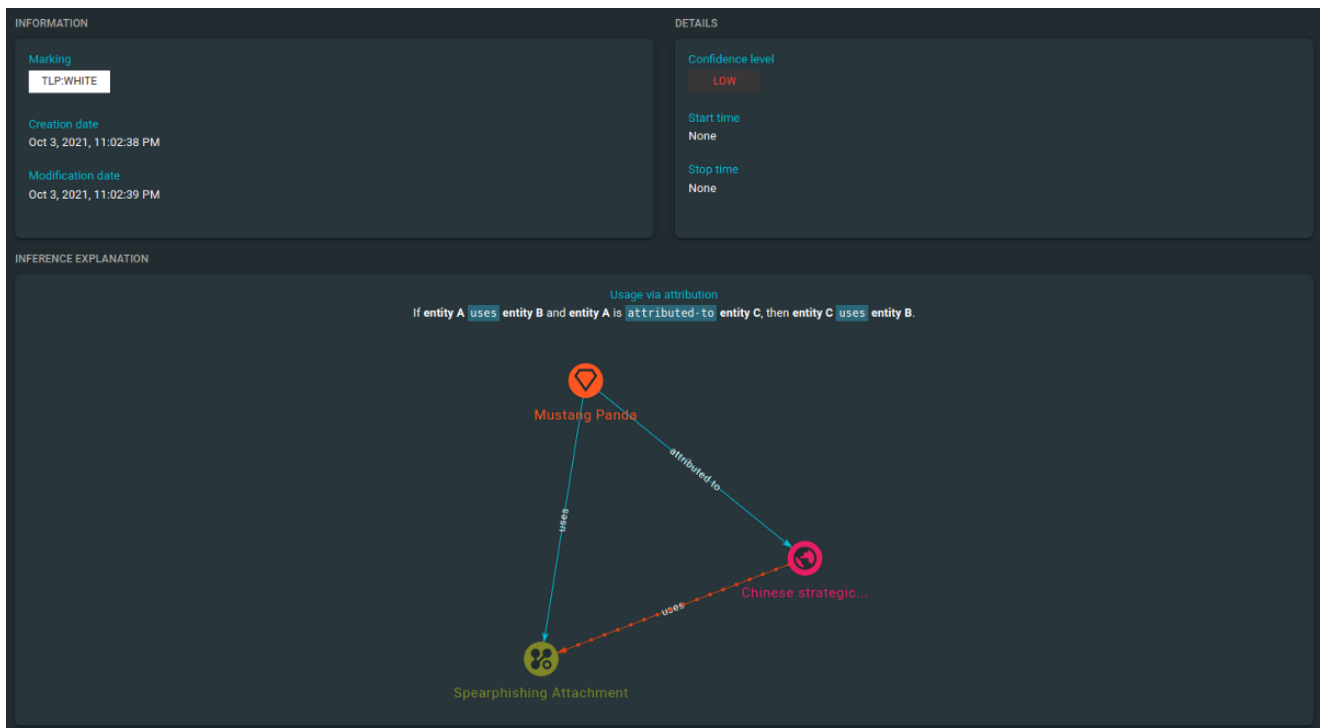 INFORMATION
Marking
TLP:WHITE
Creation date
Oct 3, 2021, 11:02:38 PM
Modification date
Oct 3, 2021, 11:02:39 PM
DETAILS
Confidence level
LOW
Start time
None
Stop time
None
INFERENCE EXPLANATION
Usage via attribution
If entity A uses entity B and entity A is attributed-to entity C, then entity C uses entity B.
Mustang Panda
attributed to
uses
Chinese strategic...
uses
Spearphishing Attachment